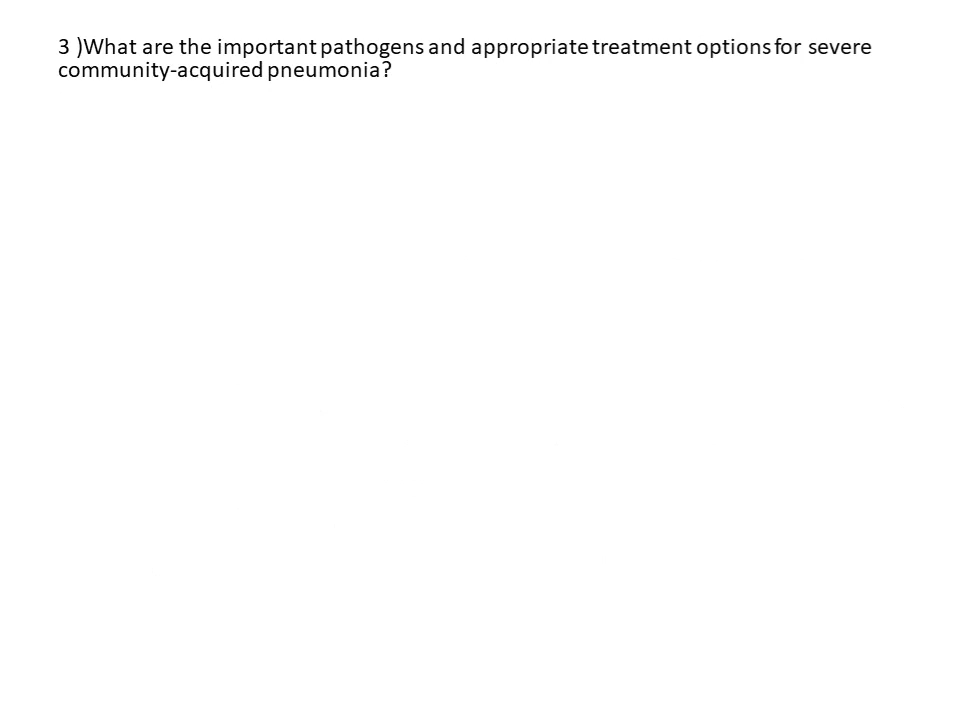 3 )What are the important pathogens and appropriate treatment options for severe
community-acquired pneumonia?